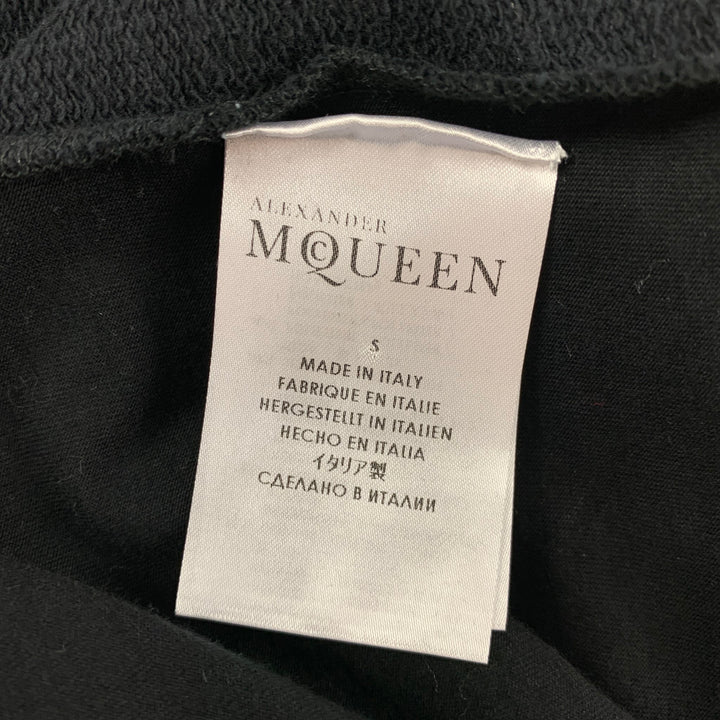 ALEXANDER
McQUEEN
S
MADE IN ITALY
FABRIQUE EN ITALIE
HERGESTELLT IN ITALIEN
HECHO EN ITALIA
イタリア製
СДЕЛАНО В ИТАЛИИ